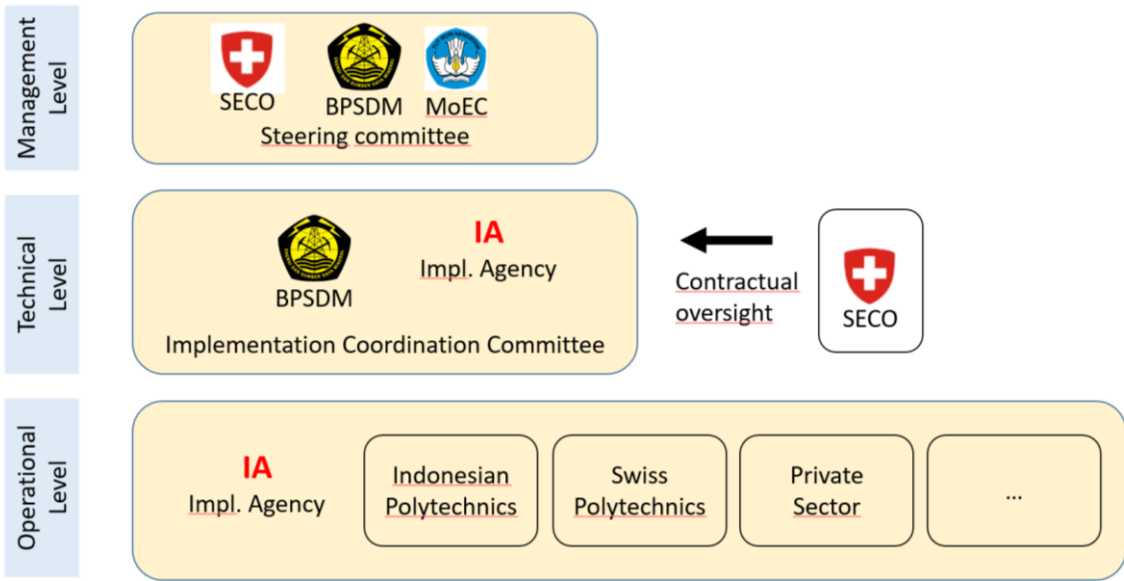 Management
Level
SECO
BPSDM
MoEC
Steering committee
Technical
Level
BPSDM
IA
Impl. Agency
Implementation Coordination Committee
Contractual
oversight
SECO
Operational
Level
IA
Impl. Agency
Indonesian
Polytechnics
Swiss
Polytechnics
Private
Sector
...